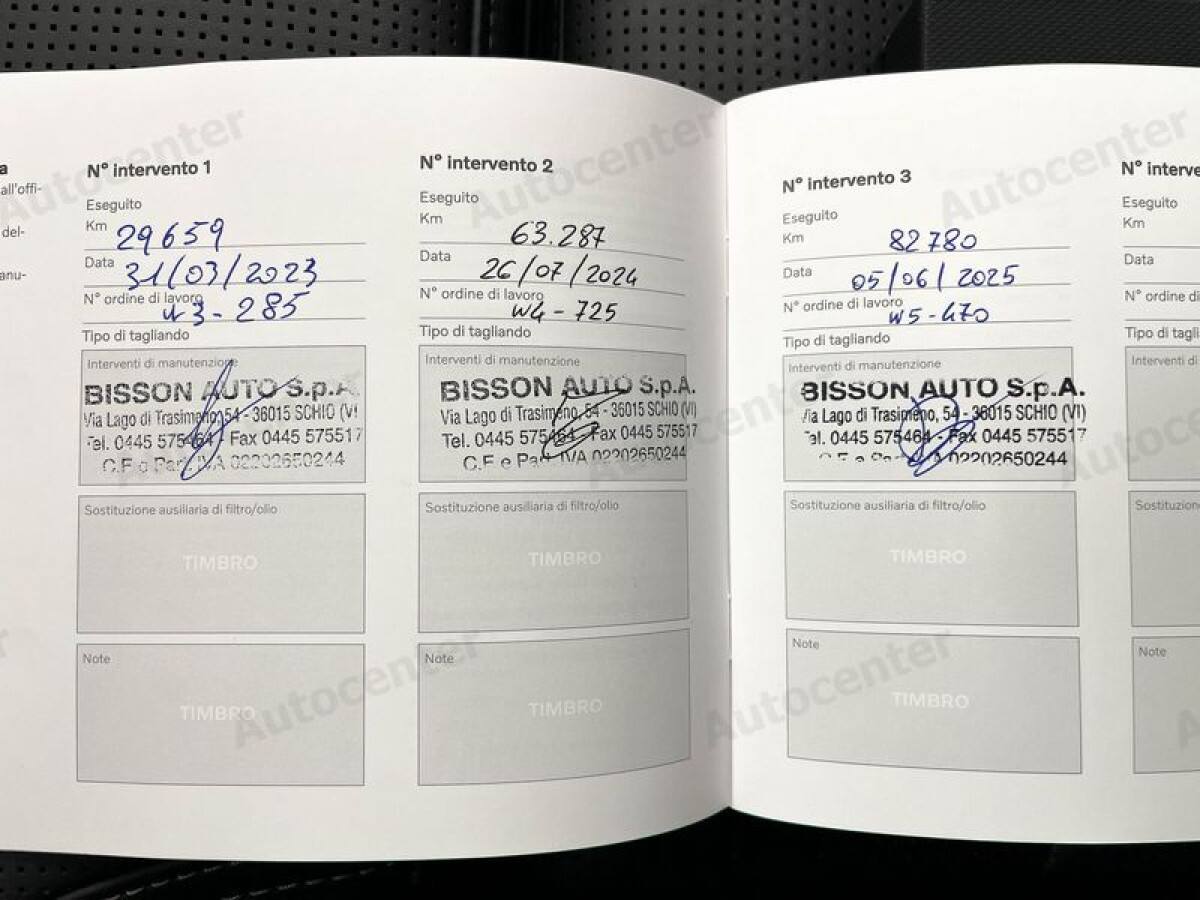 a
all'offi-
del-
anu-
N° intervento 1
Eseguito
Km 29659
Data 31/03/2023
N° ordine di lavoro
W3-285
Tipo di tagliando
Interventi di manutenzione
BISSON AUTO S.p.A.
Via Lago di Trasimeno, 54 - 36015 SCHIO (VI)
Tel. 0445 575464 - Fax 0445 575517
C.F. e Part. IVA 02202650244
Sostituzione ausiliaria di filtro/olio
TIMBRO
Note
TIMBRO
N° intervento 2
Eseguito
Km 63.287
Data 26/07/2024
N° ordine di lavoro
W4-725
Tipo di tagliando
Interventi di manutenzione
BISSON AUTO S.p.A.
Via Lago di Trasimeno, 54 - 36015 SCHIO (VI)
Tel. 0445 575464 - Fax 0445 575517
C.F. e Part. IVA 02202650244
Sostituzione ausiliaria di filtro/olio
TIMBRO
Note
TIMBRO
N° intervento 3
Eseguito
Km 82780
Data 05/06/2025
N° ordine di lavoro
W5-470
Tipo di tagliando
Interventi di manutenzione
BISSON AUTO S.p.A.
Via Lago di Trasimeno, 54 - 36015 SCHIO (VI)
Tel. 0445 575464 - Fax 0445 575517
C.F. e Part. IVA 02202650244
Sostituzione ausiliaria di filtro/olio
TIMBRO
Note
TIMBRO
N° interve
Eseguito
Km
Data
N° ordine di
Tipo di tagli
Interventi di
Sostituzion
Note
Autocenter
Autocenter
Autocenter
Autocenter
Autocenter